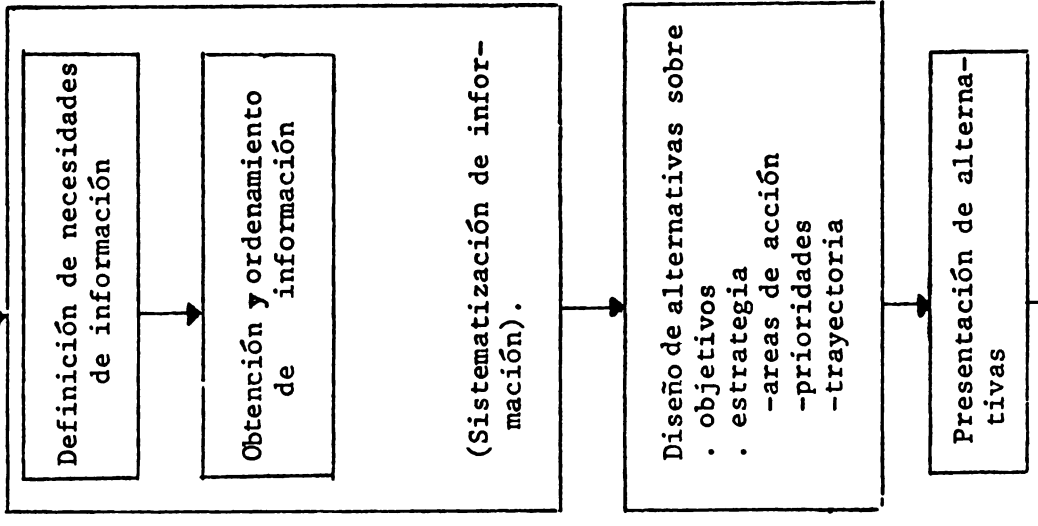 Definición de necesidades
de información
Obtención y ordenamiento
de información
(Sistematización de infor-
mación).
Diseño de alternativas sobre
. objetivos
. estrategia
-areas de acción
-prioridades
-trayectoria
Presentación de alterna-
tivas